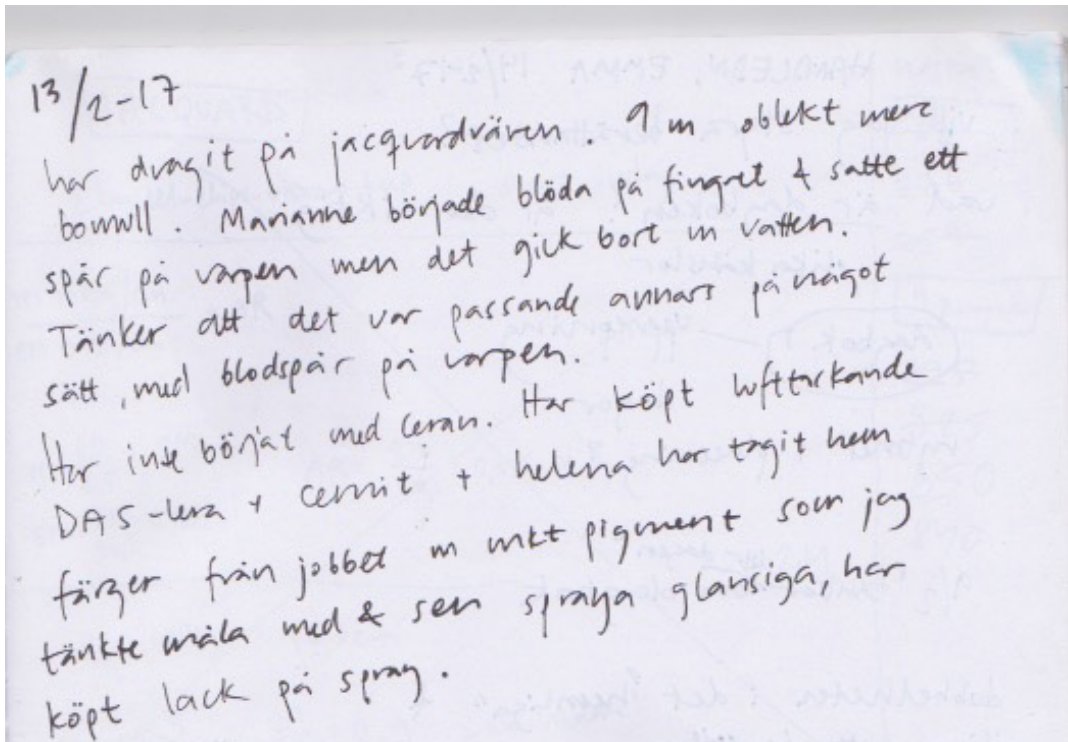 13/2-17
har dragit på jacquardväven. 9 m oblekt merc.
bomull. Marianne började blöda på fingret & satte ett
spår på varpen men det gick bort m vatten.
Tänker att det var passande annars på något
sätt, med blodspår på varpen.
Har inte börjat med leran. Har köpt lufttorkande
DAS-lera + cernit + helena har tagit hem
färger från jobbet m mkt pigment som jag
tänkte måla med & sen spraya glansiga, har
köpt lack på spray.